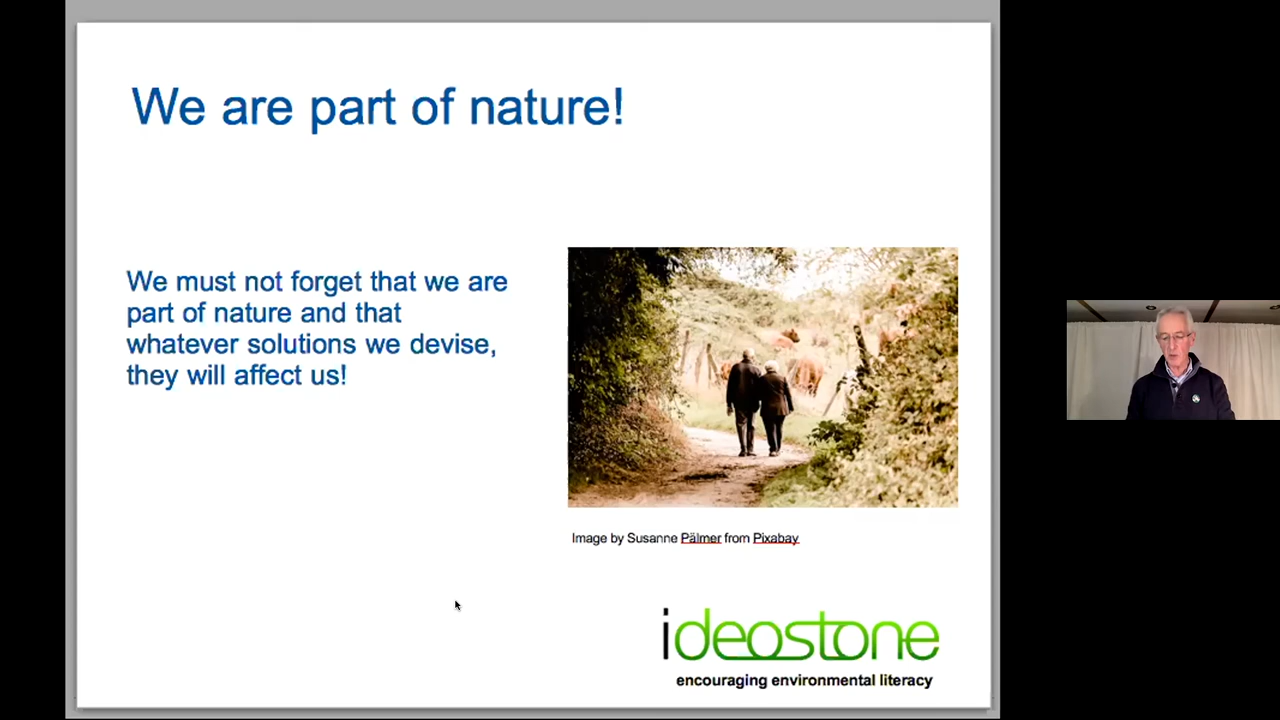 We are part of nature!
We must not forget that we are
part of nature and that
whatever solutions we devise,
they will affect us!
Image by Susanne Pälmer from Pixabay
ideostone
encouraging environmental literacy